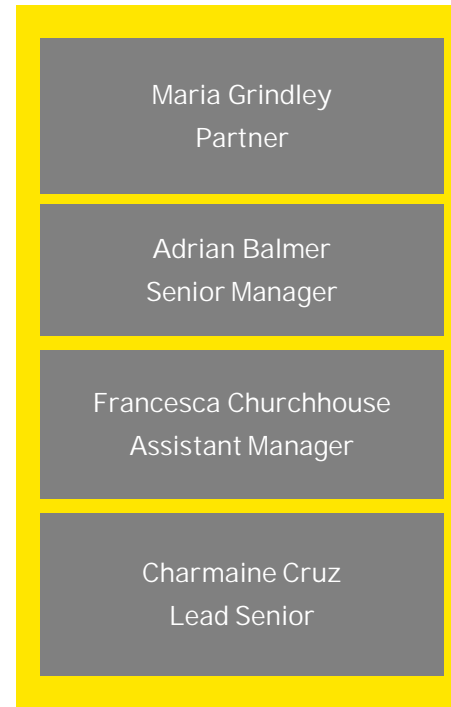 Maria Grindley
Partner
Adrian Balmer
Senior Manager
Francesca Churchhouse
Assistant Manager
Charmaine Cruz
Lead Senior